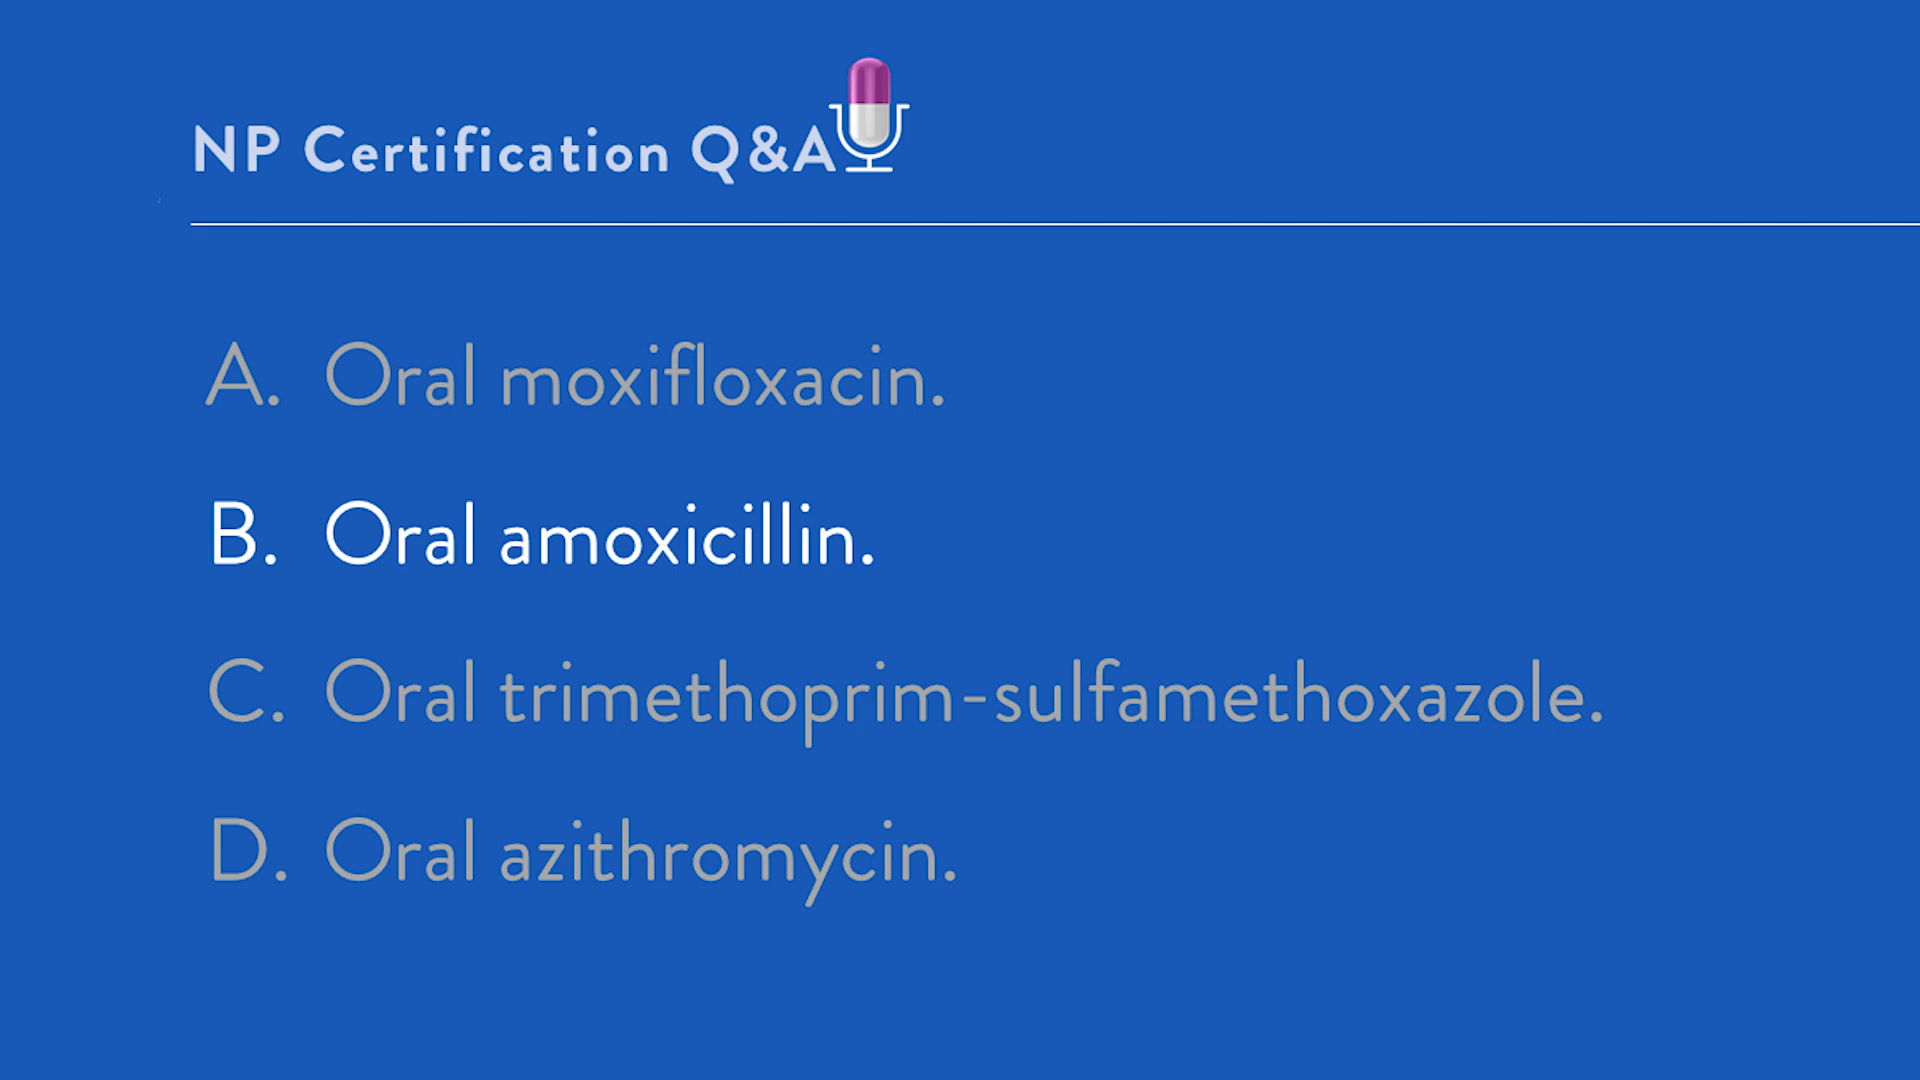 NP Certification Q&A
A. Oral moxifloxacin.
B. Oral amoxicillin.
C. Oral trimethoprim-sulfamethoxazole.
D. Oral azithromycin.